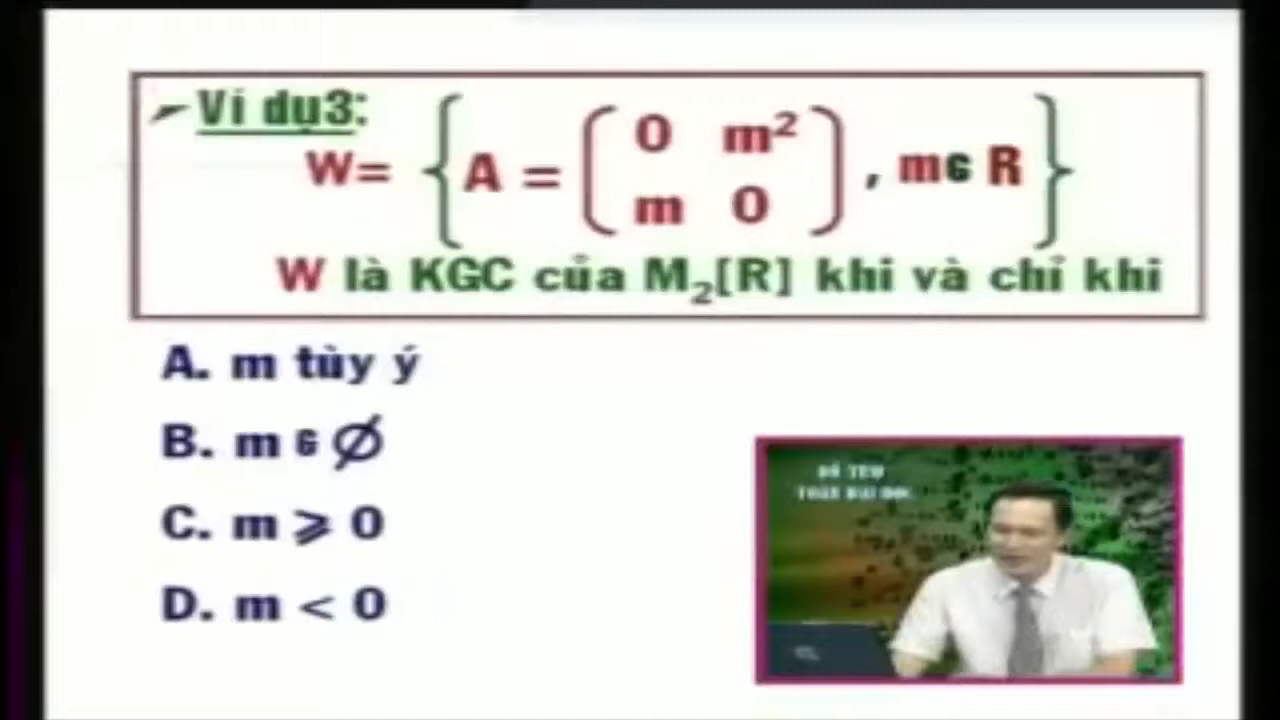 Ví dụ3:
W= { A = ( 0 m² ; m 0 ) , m∈ R }
W là KGC của M₂[R] khi và chỉ khi
A. m tùy ý
B. m ∈ ∅
C. m ⩾ 0
D. m < 0